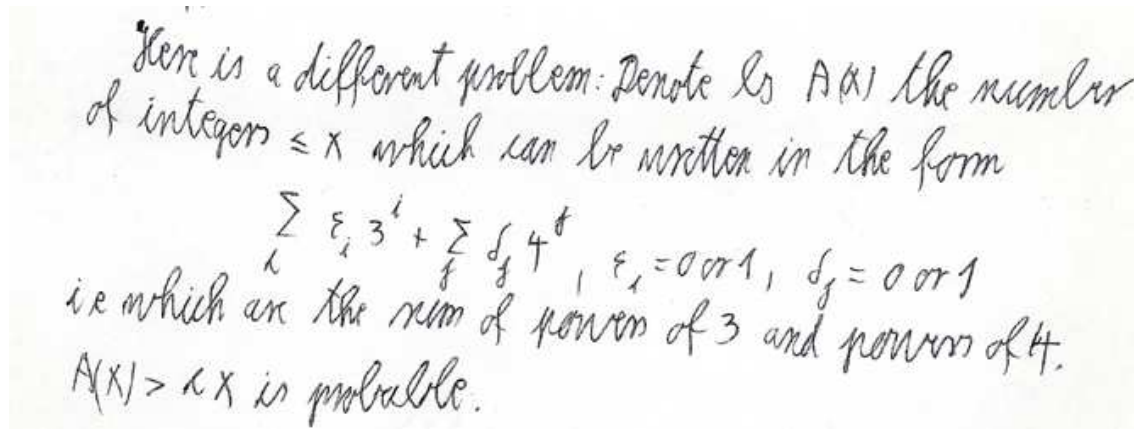 "Here is a different problem: Denote by A(x) the number
of integers ≤ x which can be written in the form
∑_i ε_i 3^i + ∑_j δ_j 4^j, ε_i = 0 or 1, δ_j = 0 or 1
i e which are the sum of powers of 3 and powers of 4.
A(x) > c x is probable.